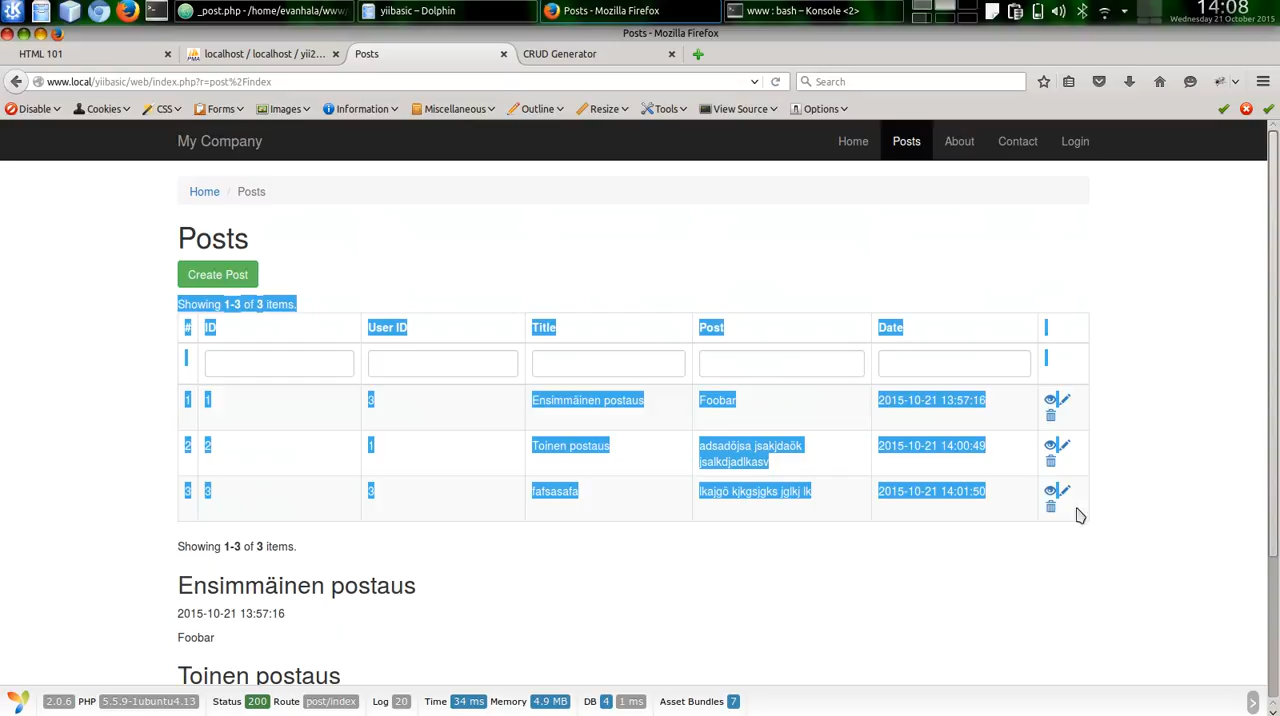 _post.php - /home/evanhala/www/
yiibasic – Dolphin
Posts - Mozilla Firefox
www : bash – Konsole <2>
14:08
Wednesday 21 October 2015
Posts - Mozilla Firefox
HTML 101
localhost / localhost / yii2...
Posts
CRUD Generator
www.local/yiibasic/web/index.php?r=post%2Findex
Search
Disable
Cookies
CSS
Forms
Images
Information
Miscellaneous
Outline
Resize
Tools
View Source
Options
My Company
Home
Posts
About
Contact
Login
Home / Posts
Posts
Create Post
Showing 1-3 of 3 items.
# ID User ID Title Post Date
1 1 3 Ensimmäinen postaus Foobar 2015-10-21 13:57:16
2 2 1 Toinen postaus adsadöjsa jsakjdaök 2015-10-21 14:00:49
jsalkdjadlkasv
3 3 3 fafsasafa lkajgö kjkgsjgks jglkj lk 2015-10-21 14:01:50
Showing 1-3 of 3 items.
Ensimmäinen postaus
2015-10-21 13:57:16
Foobar
Toinen postaus
2.0.6 PHP 5.5.9-1ubuntu4.13 Status 200 Route post/index Log 20 Time 34 ms Memory 4.9 MB DB 4 1 ms Asset Bundles 7